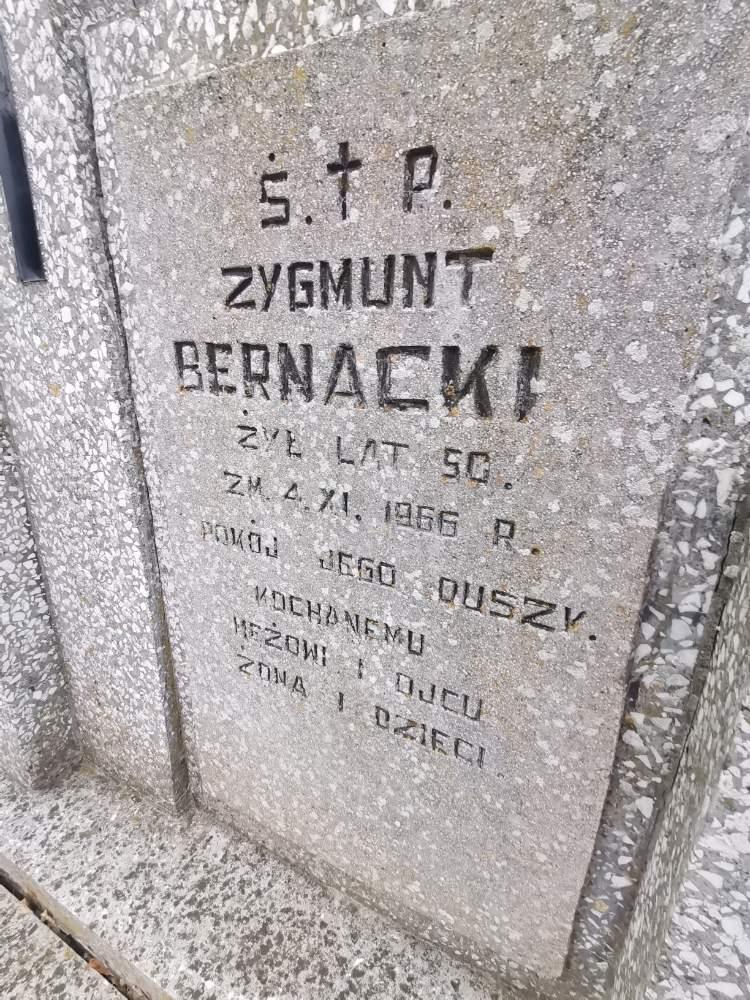 Ś. † P.
ZYGMUNT
BERNACKI
ŻYŁ LAT 50.
ZM. 4.XI. 1966 R.
POKÓJ JEGO DUSZY.
KOCHANEMU
MĘŻOWI I OJCU
ŻONA I DZIECI